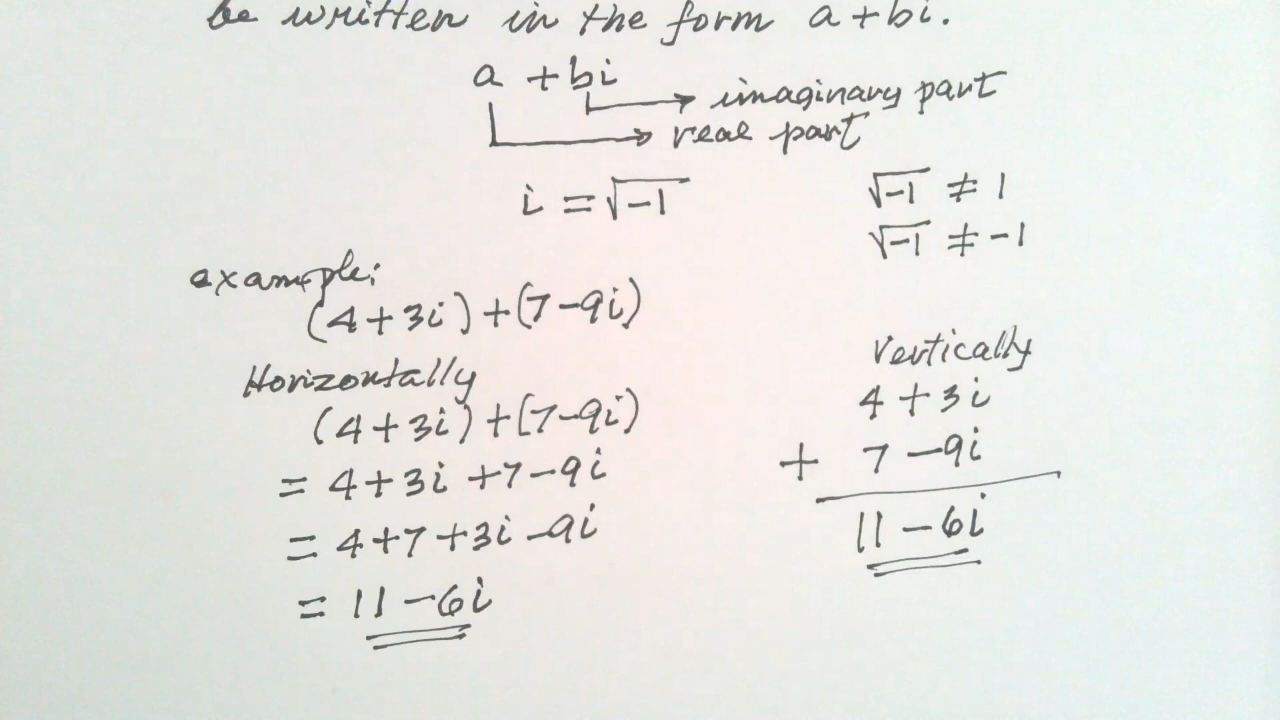 be written in the form a+bi.
a +bi
imaginary part
real part
i = √-1
√-1 ≠ 1
√-1 ≠ -1
example:
(4+3i)+(7-9i)
Horizontally
(4+3i)+(7-9i)
= 4+3i +7-9i
= 4+7+3i-9i
= 11-6i
Vertically
4+3i
+ 7-9i
11-6i